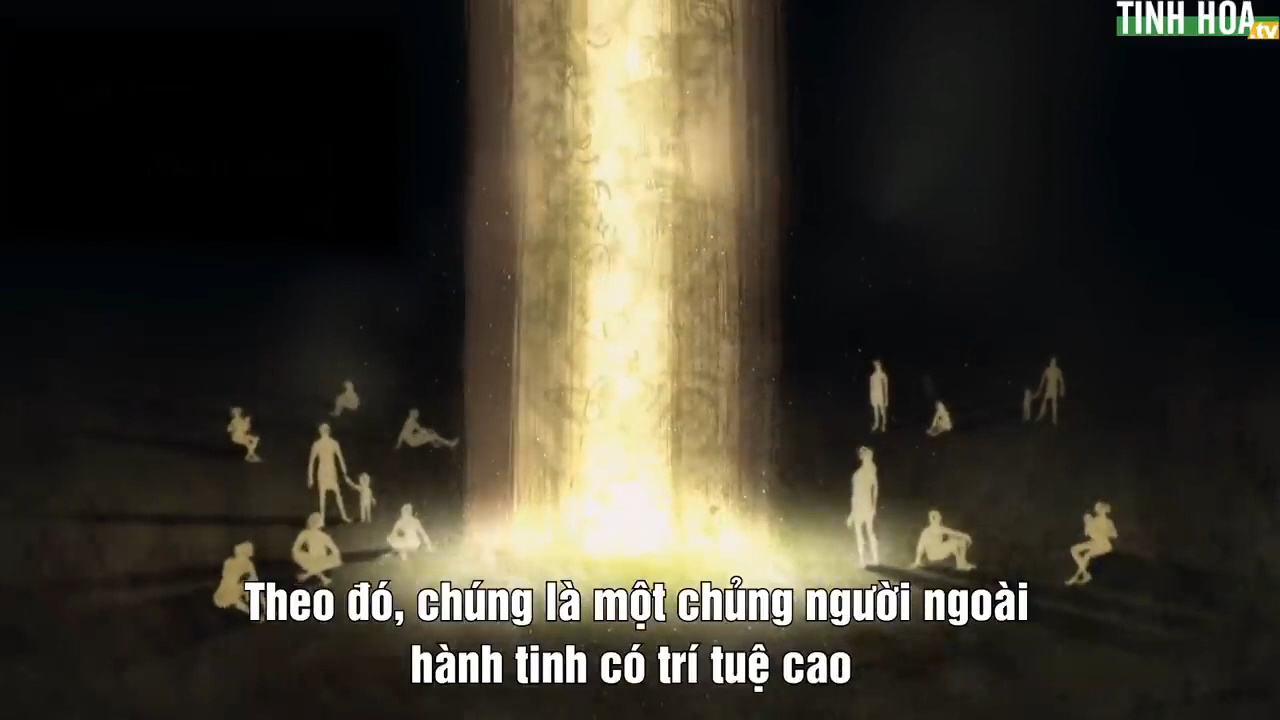 TINH HOA
.tv
Theo đó, chúng là một chủng người ngoài
hành tinh có trí tuệ cao